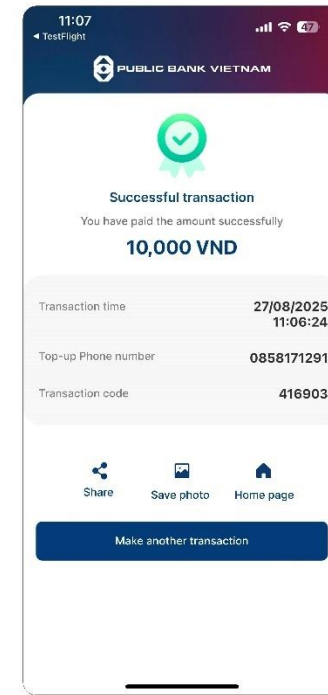 11:07
47
◄ TestFlight
PUBLIC BANK VIETNAM
Successful transaction
You have paid the amount successfully
10,000 VND
Transaction time 27/08/2025
11:06:24
Top-up Phone number 0858171291
Transaction code 416903
Share Save photo Home page
Make another transaction